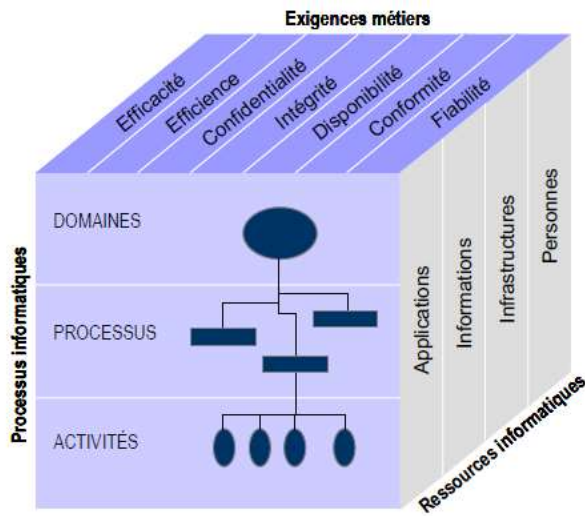 Exigences métiers
Efficacité
Efficience
Confidentialité
Intégrité
Disponibilité
Conformité
Fiabilité
DOMAINES
PROCESSUS
ACTIVITÉS
Processus informatiques
Applications
Informations
Infrastructures
Personnes
Ressources informatiques